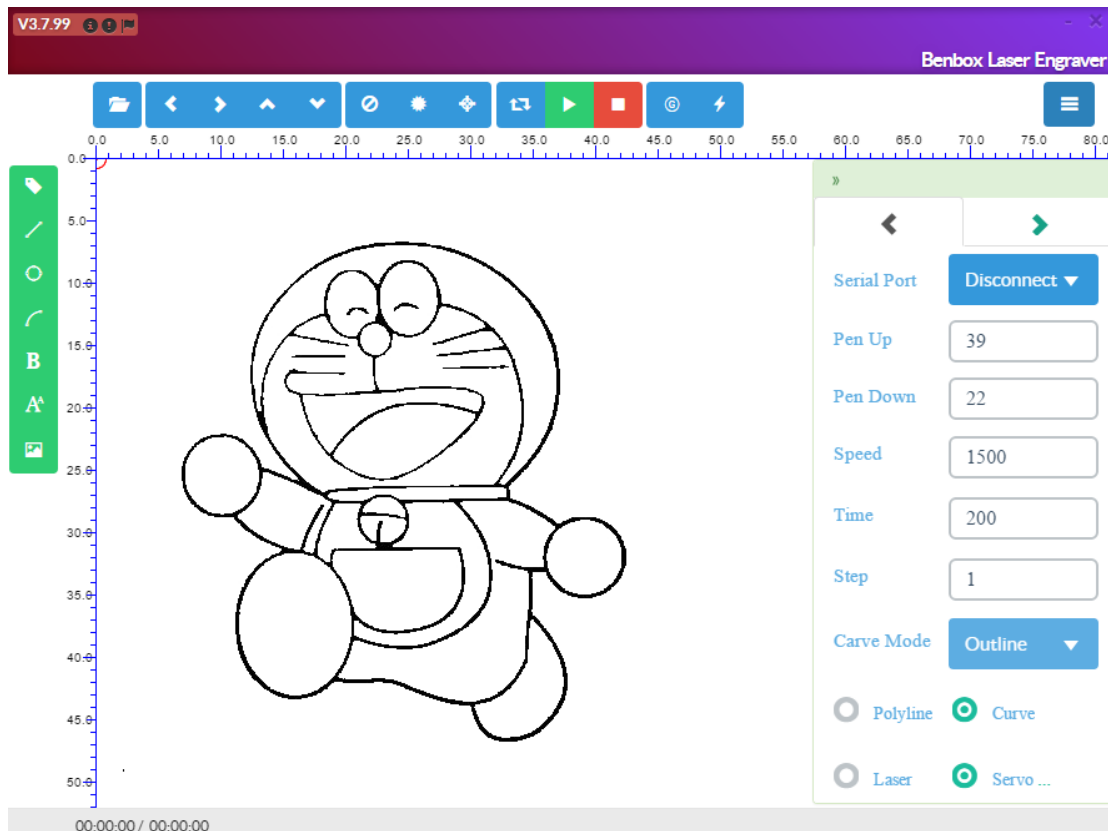 V3.7.99
Benbox Laser Engraver
0.0 5.0 10.0 15.0 20.0 25.0 30.0 35.0 40.0 45.0 50.0 55.0 60.0 65.0 70.0 75.0 80.0
0.0
5.0
10.0
15.0
20.0
25.0
30.0
35.0
40.0
45.0
50.0
B
AA
Serial Port Disconnect
Pen Up 39
Pen Down 22
Speed 1500
Time 200
Step 1
Carve Mode Outline
Polyline Curve
Laser Servo ...
00:00:00 / 00:00:00